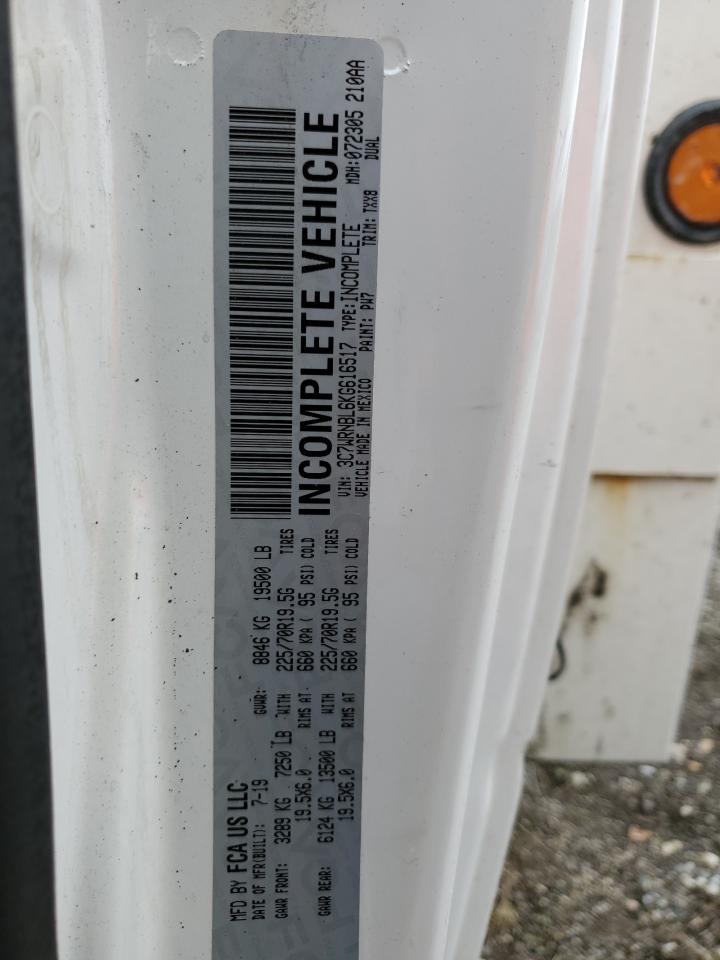 MFD BY FCA US LLC
DATE OF MFR(BUILT): 7-19 GVWR: 8846 KG 19500 LB
GAWR FRONT: 3289 KG 7250 LB WITH 225/70R19.5G TIRES
19.5X6.0 RIMS AT 660 KPA ( 95 PSI) COLD
GAWR REAR: 6124 KG 13500 LB WITH 225/70R19.5G TIRES
19.5X6.0 RIMS AT 660 KPA ( 95 PSI) COLD
INCOMPLETE VEHICLE
VIN: 3C7WRNBL6KG616517 TYPE:INCOMPLETE MDH:072305 210AA
VEHICLE MADE IN MEXICO PAINT: PW7 TRIM: TXX8 DUAL